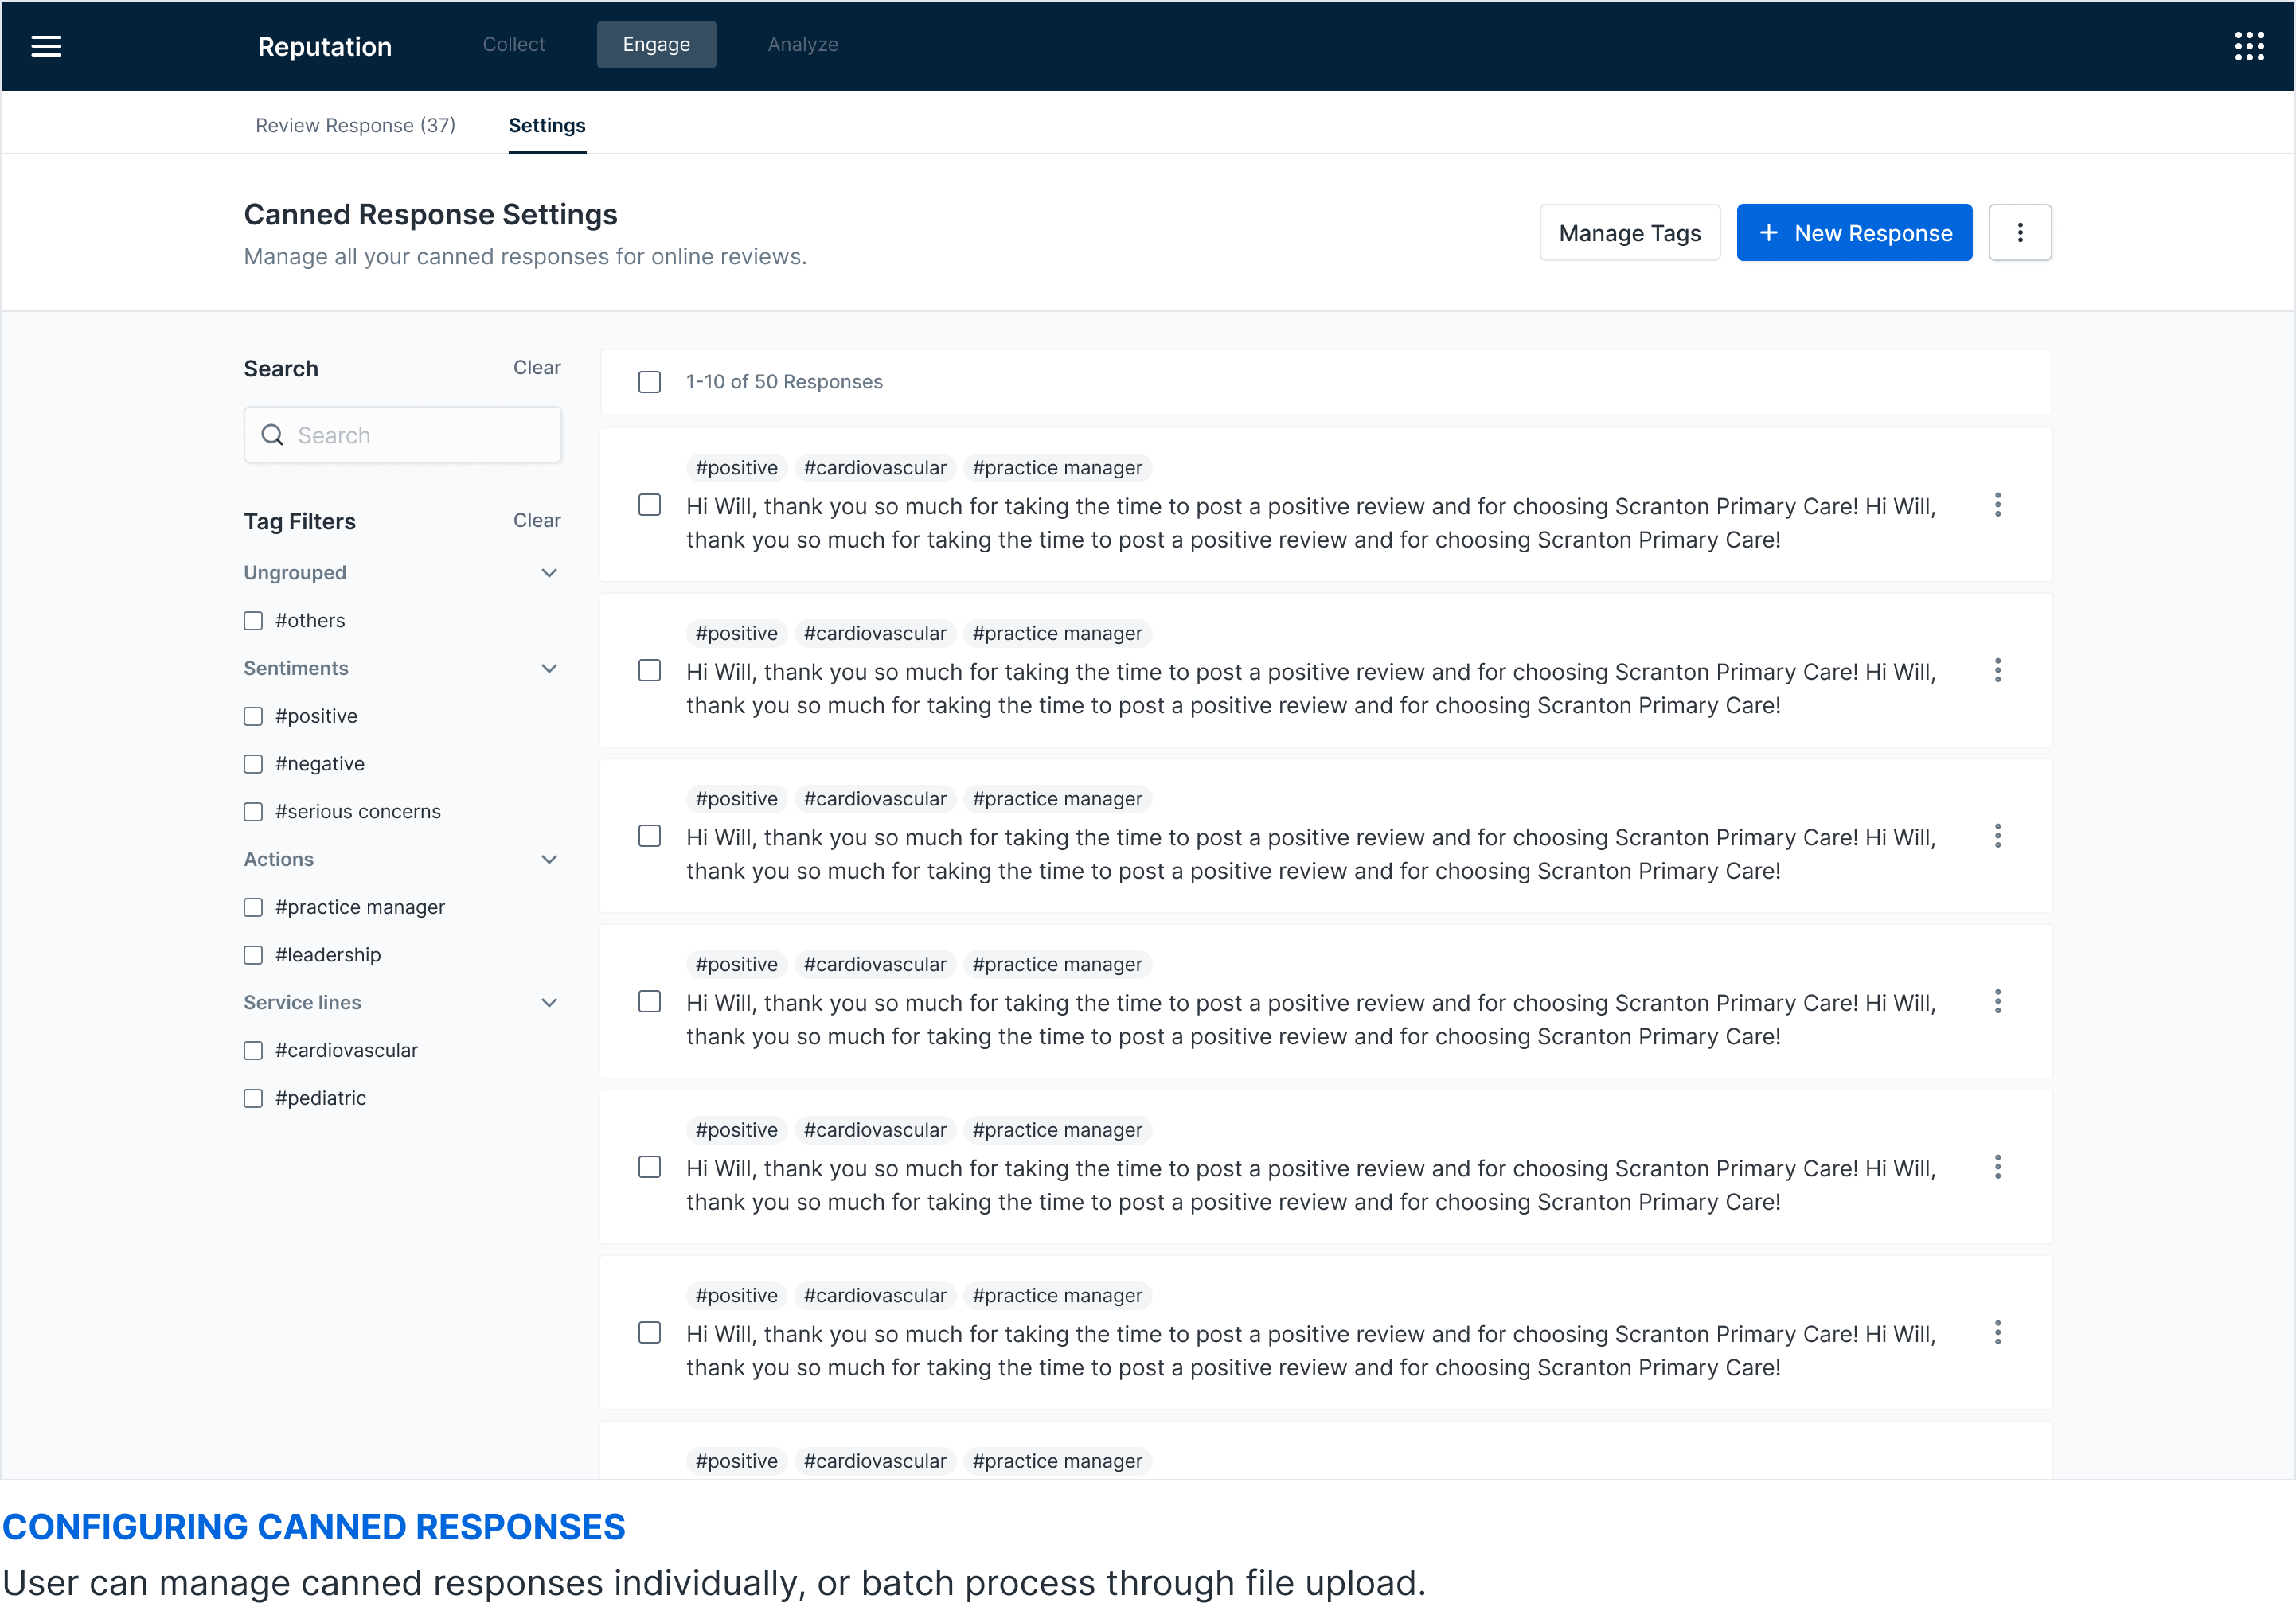 Reputation
Collect
Engage
Analyze
Review Response (37)
Settings
Canned Response Settings
Manage all your canned responses for online reviews.
Manage Tags
+ New Response
Search
Clear
Search
Tag Filters
Clear
Ungrouped
#others
Sentiments
#positive
#negative
#serious concerns
Actions
#practice manager
#leadership
Service lines
#cardiovascular
#pediatric
1-10 of 50 Responses
#positive #cardiovascular #practice manager
Hi Will, thank you so much for taking the time to post a positive review and for choosing Scranton Primary Care! Hi Will,
thank you so much for taking the time to post a positive review and for choosing Scranton Primary Care!
#positive #cardiovascular #practice manager
Hi Will, thank you so much for taking the time to post a positive review and for choosing Scranton Primary Care! Hi Will,
thank you so much for taking the time to post a positive review and for choosing Scranton Primary Care!
#positive #cardiovascular #practice manager
Hi Will, thank you so much for taking the time to post a positive review and for choosing Scranton Primary Care! Hi Will,
thank you so much for taking the time to post a positive review and for choosing Scranton Primary Care!
#positive #cardiovascular #practice manager
Hi Will, thank you so much for taking the time to post a positive review and for choosing Scranton Primary Care! Hi Will,
thank you so much for taking the time to post a positive review and for choosing Scranton Primary Care!
#positive #cardiovascular #practice manager
Hi Will, thank you so much for taking the time to post a positive review and for choosing Scranton Primary Care! Hi Will,
thank you so much for taking the time to post a positive review and for choosing Scranton Primary Care!
#positive #cardiovascular #practice manager
Hi Will, thank you so much for taking the time to post a positive review and for choosing Scranton Primary Care! Hi Will,
thank you so much for taking the time to post a positive review and for choosing Scranton Primary Care!
#positive #cardiovascular #practice manager
CONFIGURING CANNED RESPONSES
User can manage canned responses individually, or batch process through file upload.